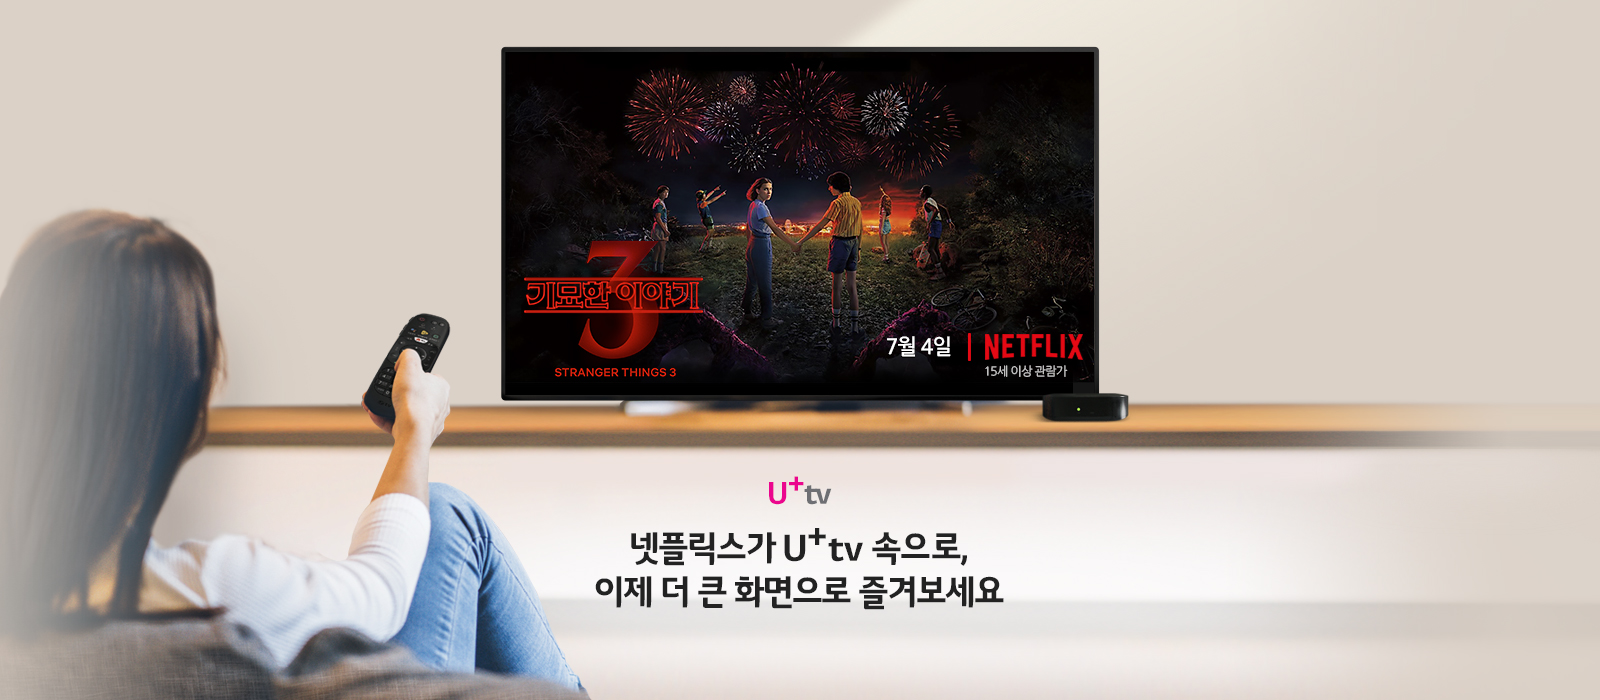 3
기묘한 이야기
STRANGER THINGS 3
7월 4일 | NETFLIX
15세 이상 관람가
U+tv
넷플릭스가 U+tv 속으로,
이제 더 큰 화면으로 즐겨보세요